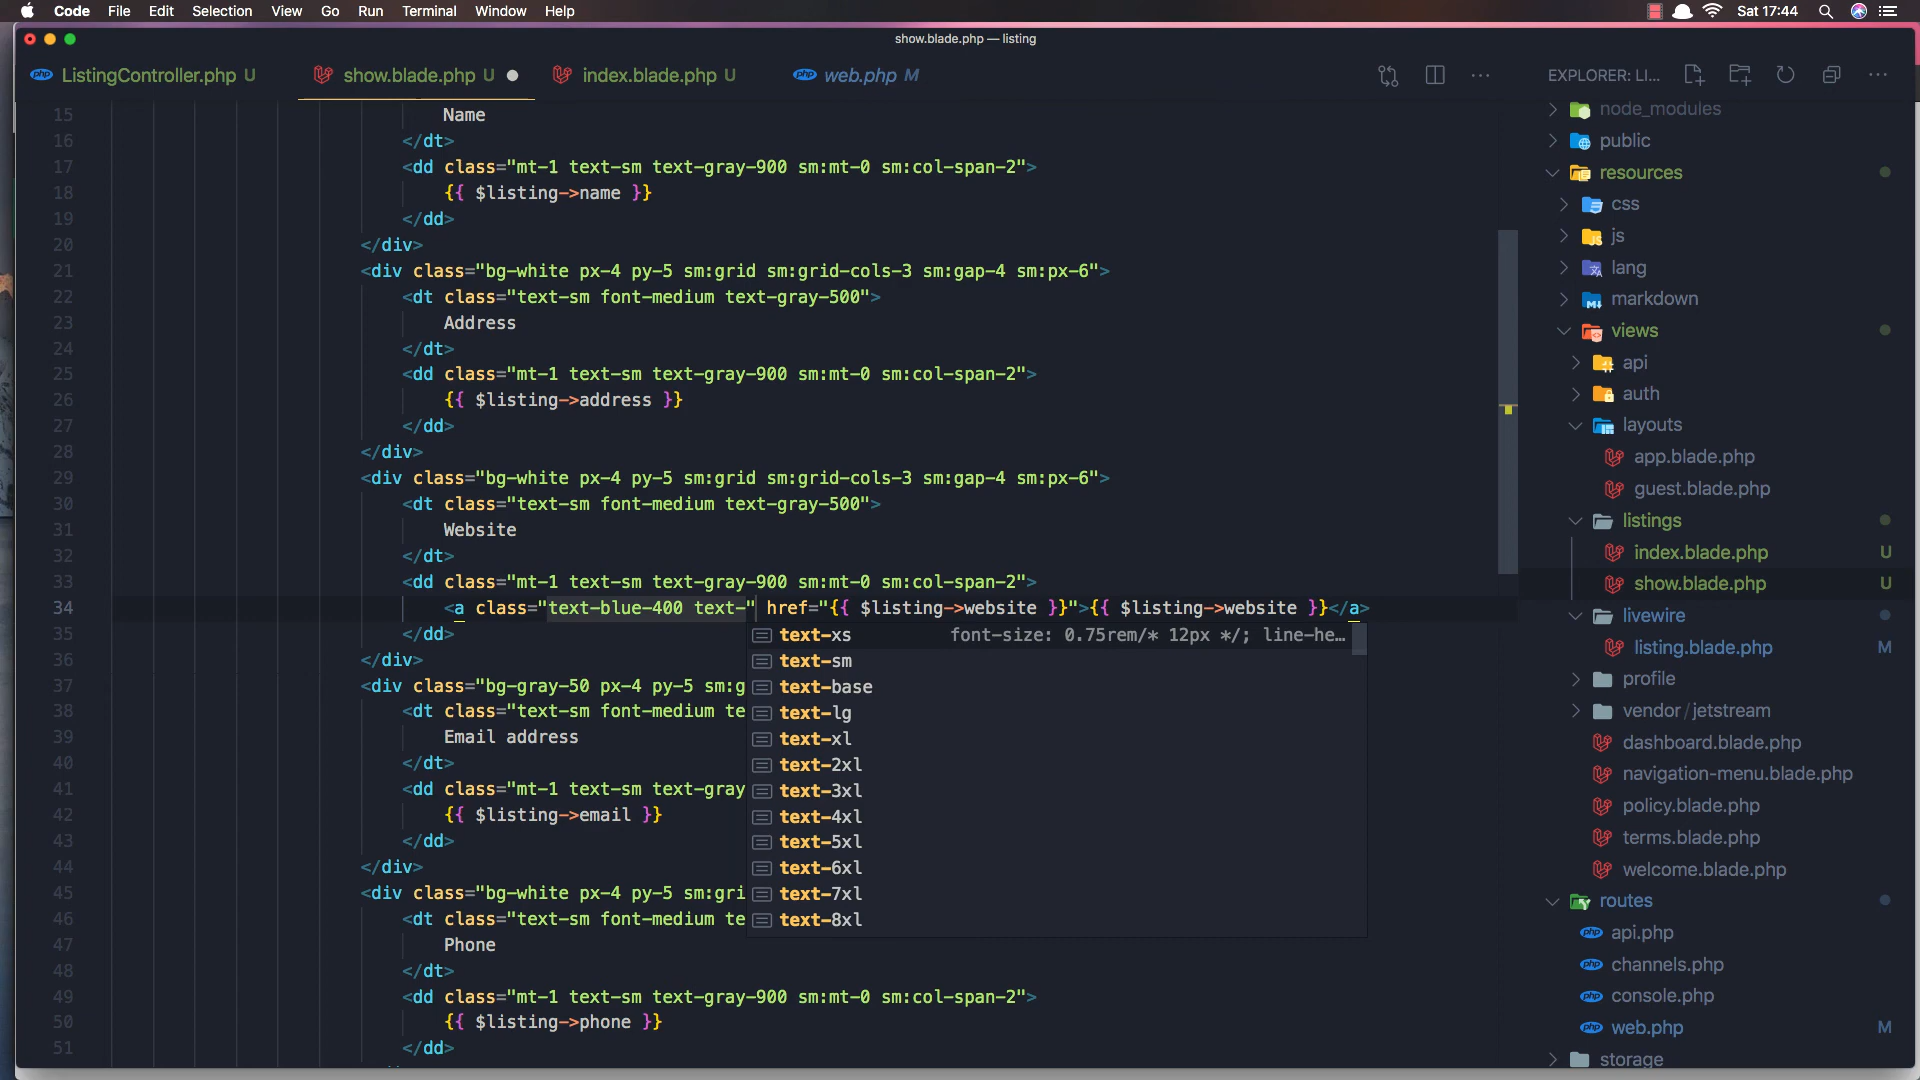 Code File Edit Selection View Go Run Terminal Window Help Sat 17:44
show.blade.php — listing
php ListingController.php U show.blade.php U index.blade.php U php web.php M EXPLORER: LI...
15 Name
16 </dt>
17 <dd class="mt-1 text-sm text-gray-900 sm:mt-0 sm:col-span-2">
18 {{ $listing->name }}
19 </dd>
20 </div>
21 <div class="bg-white px-4 py-5 sm:grid sm:grid-cols-3 sm:gap-4 sm:px-6">
22 <dt class="text-sm font-medium text-gray-500">
23 Address
24 </dt>
25 <dd class="mt-1 text-sm text-gray-900 sm:mt-0 sm:col-span-2">
26 {{ $listing->address }}
27 </dd>
28 </div>
29 <div class="bg-white px-4 py-5 sm:grid sm:grid-cols-3 sm:gap-4 sm:px-6">
30 <dt class="text-sm font-medium text-gray-500">
31 Website
32 </dt>
33 <dd class="mt-1 text-sm text-gray-900 sm:mt-0 sm:col-span-2">
34 <a class="text-blue-400 text-" href="{{ $listing->website }}">{{ $listing->website }}</a>
35 </dd>
36 </div>
37 <div class="bg-gray-50 px-4 py-5 sm:g
38 <dt class="text-sm font-medium te
39 Email address
40 </dt>
41 <dd class="mt-1 text-sm text-gray
42 {{ $listing->email }}
43 </dd>
44 </div>
45 <div class="bg-white px-4 py-5 sm:gri
46 <dt class="text-sm font-medium te
47 Phone
48 </dt>
49 <dd class="mt-1 text-sm text-gray-900 sm:mt-0 sm:col-span-2">
50 {{ $listing->phone }}
51 </dd>
text-xs font-size: 0.75rem/* 12px */; line-he...
text-sm
text-base
text-lg
text-xl
text-2xl
text-3xl
text-4xl
text-5xl
text-6xl
text-7xl
text-8xl
node_modules
public
resources
css
js
lang
markdown
views
api
auth
layouts
app.blade.php
guest.blade.php
listings
index.blade.php U
show.blade.php U
livewire
listing.blade.php M
profile
vendor / jetstream
dashboard.blade.php
navigation-menu.blade.php
policy.blade.php
terms.blade.php
welcome.blade.php
routes
php api.php
php channels.php
php console.php
php web.php M
storage